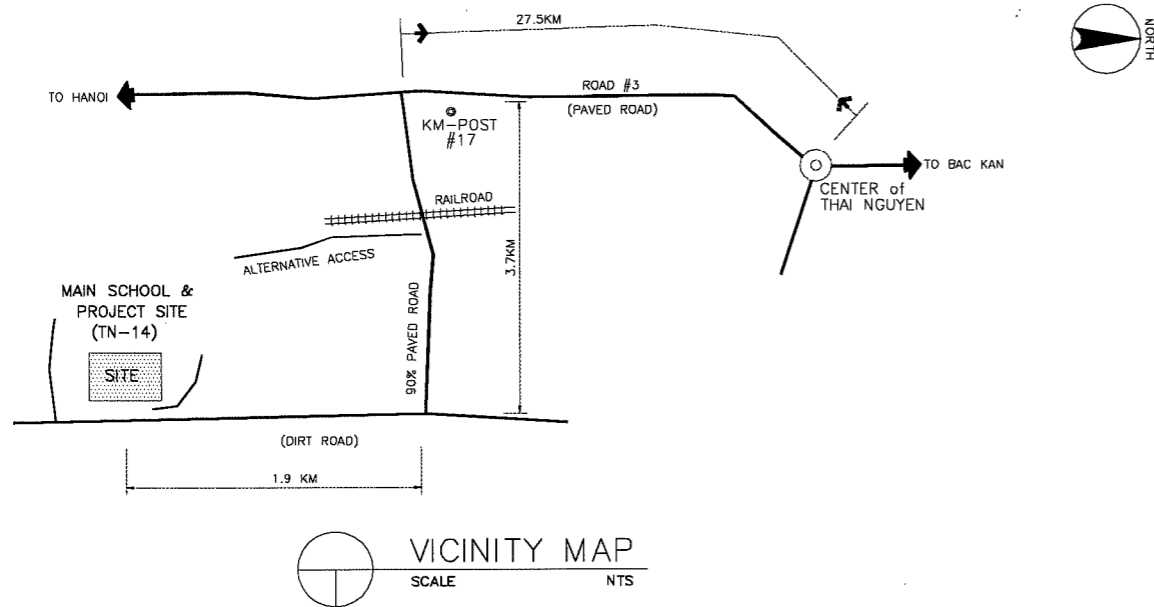 27.5KM
NORTH
TO HANOI
ROAD #3
(PAVED ROAD)
KM-POST
#17
TO BAC KAN
CENTER of
THAI NGUYEN
RAILROAD
ALTERNATIVE ACCESS
3.7KM
MAIN SCHOOL &
PROJECT SITE
(TN-14)
SITE
90% PAVED ROAD
(DIRT ROAD)
1.9 KM
VICINITY MAP
SCALE NTS